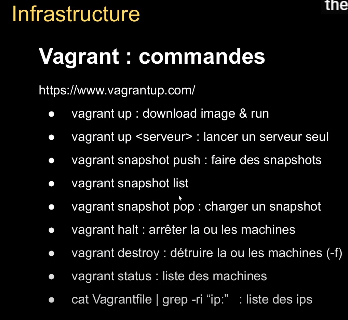 the
Infrastructure
Vagrant : commandes
https://www.vagrantup.com/
● vagrant up : download image & run
● vagrant up <serveur> : lancer un serveur seul
● vagrant snapshot push : faire des snapshots
● vagrant snapshot list
● vagrant snapshot pop : charger un snapshot
● vagrant halt : arrêter la ou les machines
● vagrant destroy : détruire la ou les machines (-f)
● vagrant status : liste des machines
● cat Vagrantfile | grep -ri “ip:” : liste des ips